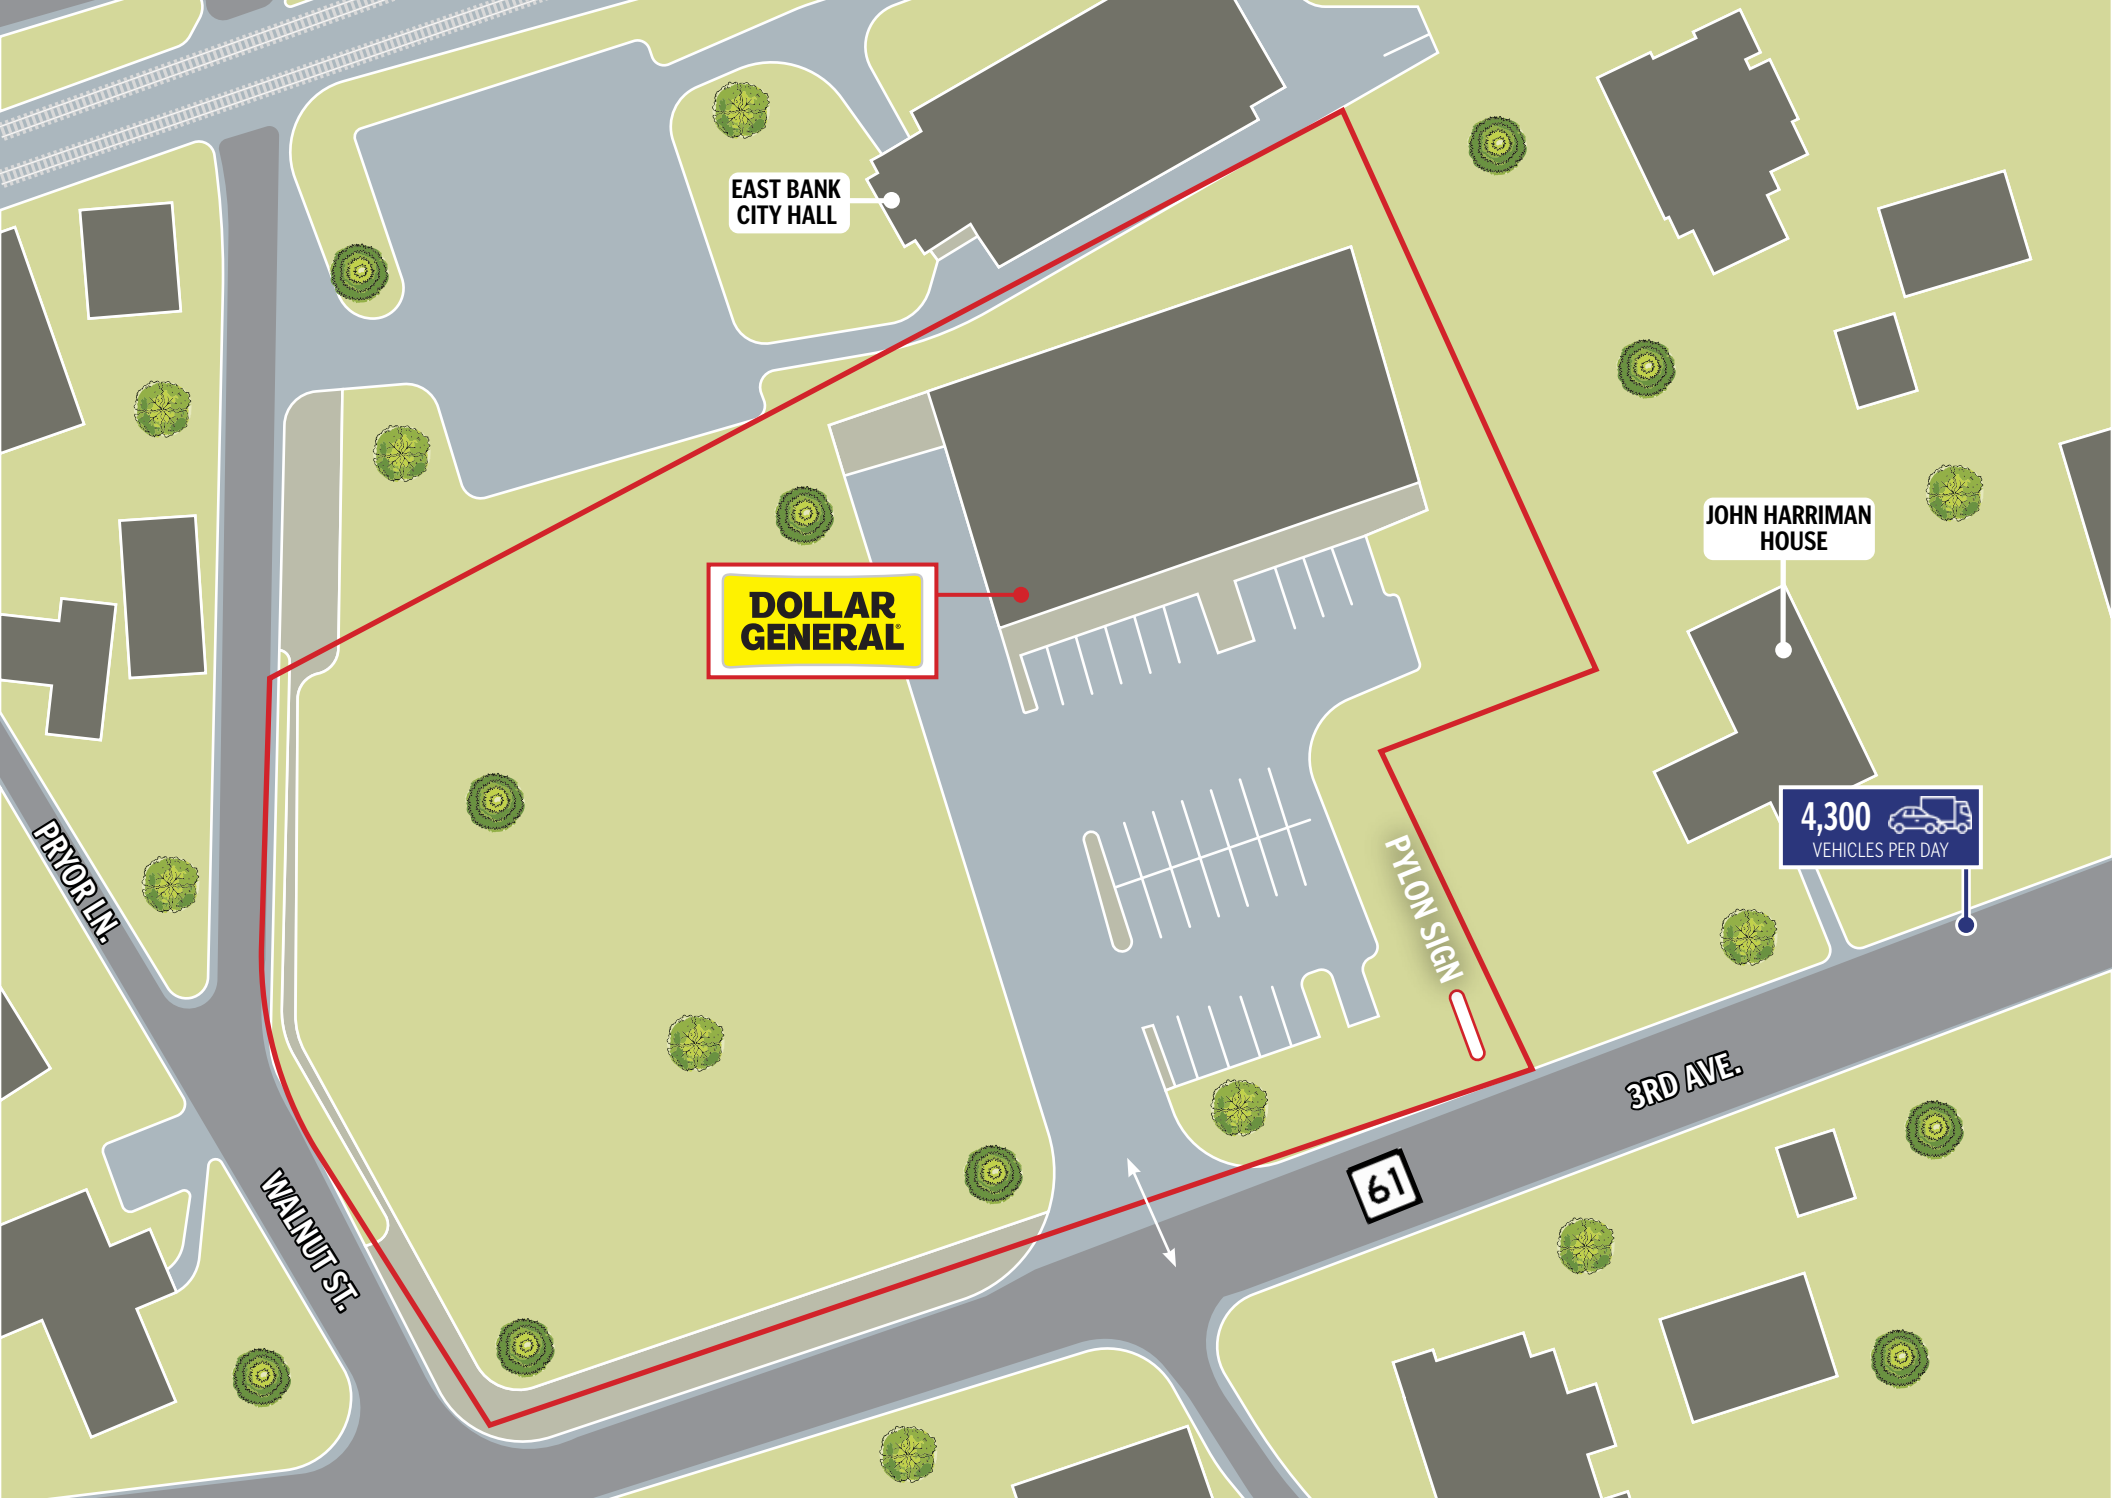 EAST BANK
CITY HALL
JOHN HARRIMAN
HOUSE
DOLLAR
GENERAL®
4,300
VEHICLES PER DAY
PYLON SIGN
PRYOR LN.
WALNUT ST.
3RD AVE.
61